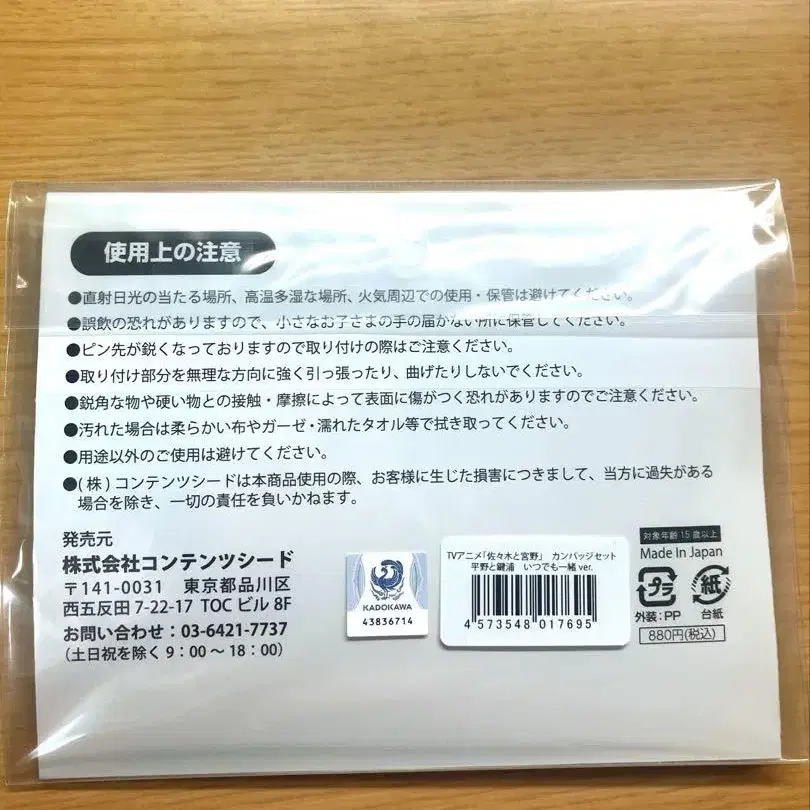 使用上の注意
●直射日光の当たる場所、高温多湿な場所、火気周辺での使用・保管は避けてください。
●誤飲の恐れがありますので、小さなお子さまの手の届かない所に保管してください。
●ピン先が鋭くなっておりますので取り付けの際はご注意ください。
●取り付け部分を無理な方向に強く引っ張ったり、曲げたりしないでください。
●鋭角な物や硬い物との接触・摩擦によって表面に傷がつく恐れがありますのでご注意ください。
●汚れた場合は柔らかい布やガーゼ・濡れたタオル等で拭き取ってください。
●用途以外のご使用は避けてください。
●(株)コンテンツシードは本商品使用の際、お客様に生じた損害につきまして、当方に過失がある
場合を除き、一切の責任を負いかねます。
発売元
株式会社コンテンツシード
〒141-0031 東京都品川区
西五反田 7-22-17 TOC ビル 8F
お問い合わせ：03-6421-7737
(土日祝を除く 9：00～18：00)
KADOKAWA
43836714
TVアニメ「佐々木と宮野」 カンバッジセット
平野と鍵浦 いつでも一緒 ver.
4 573548 017695
対象年齢 15 歳以上
Made In Japan
プラ
紙
外装：PP
台紙
880円(税込)